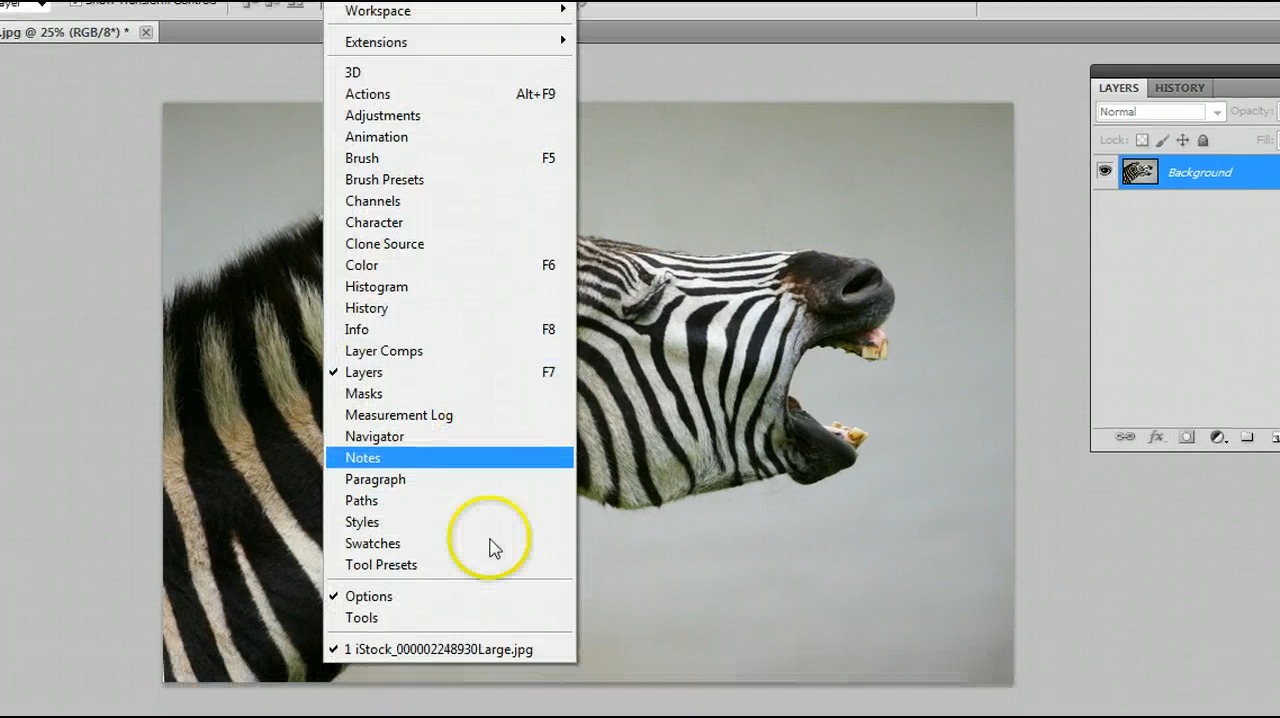 Show Transform Controls
.jpg @ 25% (RGB/8*) *
Workspace
Extensions
3D
Actions Alt+F9
Adjustments
Animation
Brush F5
Brush Presets
Channels
Character
Clone Source
Color F6
Histogram
History
Info F8
Layer Comps
Layers F7
Masks
Measurement Log
Navigator
Notes
Paragraph
Paths
Styles
Swatches
Tool Presets
Options
Tools
1 iStock_000002248930Large.jpg
LAYERS HISTORY
Normal Opacity:
Lock: Fill:
Background
fx.